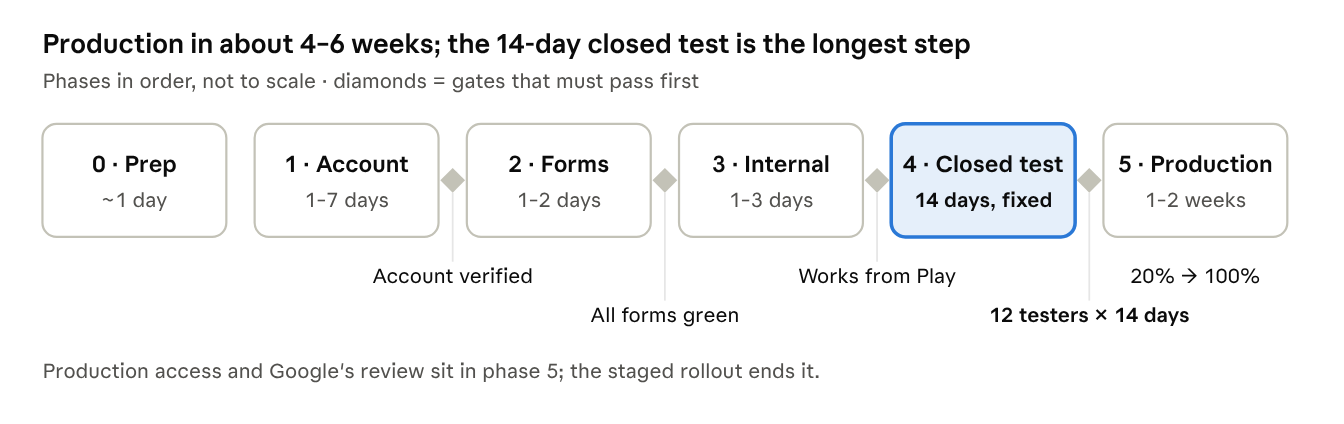 Production in about 4–6 weeks; the 14-day closed test is the longest step
Phases in order, not to scale · diamonds = gates that must pass first
0 · Prep
~1 day
1 · Account
1–7 days
2 · Forms
1–2 days
3 · Internal
1–3 days
4 · Closed test
14 days, fixed
5 · Production
1–2 weeks
Account verified
Works from Play
20% → 100%
All forms green
12 testers × 14 days
Production access and Google's review sit in phase 5; the staged rollout ends it.